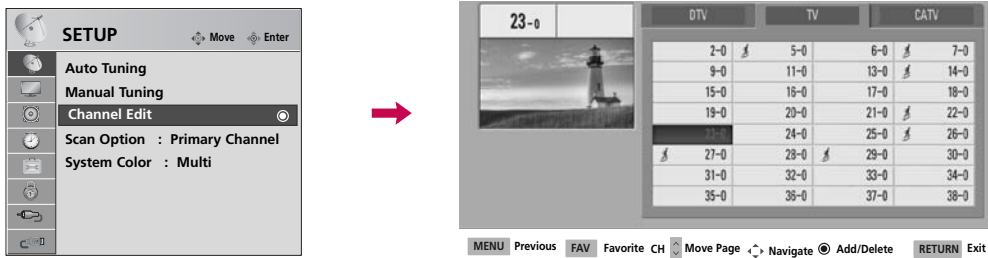 SETUP Move Enter
Auto Tuning
Manual Tuning
Channel Edit
Scan Option : Primary Channel
System Color : Multi
23-0
DTV TV CATV
2-0 5-0 6-0 7-0
9-0 11-0 13-0 14-0
15-0 16-0 17-0 18-0
19-0 20-0 21-0 22-0
23-0 24-0 25-0 26-0
27-0 28-0 29-0 30-0
31-0 32-0 33-0 34-0
35-0 36-0 37-0 38-0
MENU Previous FAV Favorite CH Move Page Navigate Add/Delete RETURN Exit